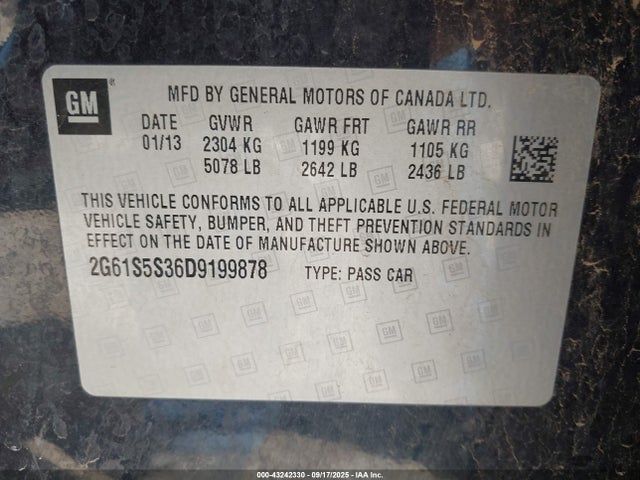 GM ®
MFD BY GENERAL MOTORS OF CANADA LTD.
DATE GVWR GAWR FRT GAWR RR
01/13 2304 KG 1199 KG 1105 KG
5078 LB 2642 LB 2436 LB
THIS VEHICLE CONFORMS TO ALL APPLICABLE U.S. FEDERAL MOTOR
VEHICLE SAFETY, BUMPER, AND THEFT PREVENTION STANDARDS IN
EFFECT ON THE DATE OF MANUFACTURE SHOWN ABOVE.
2G61S5S36D9199878 TYPE: PASS CAR
000-43242330 - 09/17/2025 - IAA Inc.